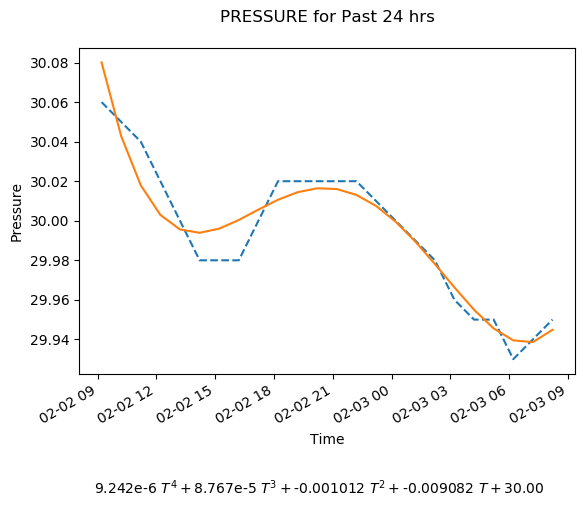 PRESSURE for Past 24 hrs
30.08
30.06
30.04
30.02
30.00
29.98
29.96
29.94
Pressure
02-02 09 02-02 12 02-02 15 02-02 18 02-02 21 02-03 00 02-03 03 02-03 06 02-03 09
Time
9.242e-6 T⁴ + 8.767e-5 T³ + -0.001012 T² + -0.009082 T + 30.00